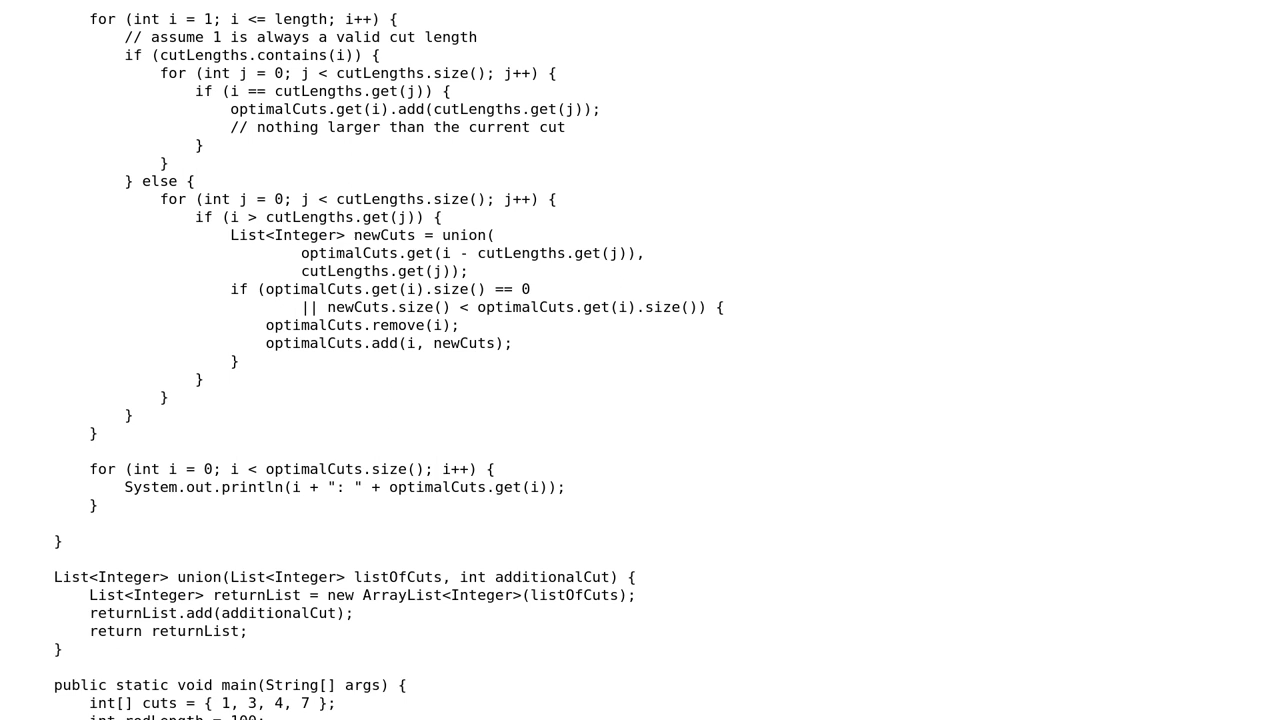 for (int i = 1; i <= length; i++) {
// assume 1 is always a valid cut length
if (cutLengths.contains(i)) {
for (int j = 0; j < cutLengths.size(); j++) {
if (i == cutLengths.get(j)) {
optimalCuts.get(i).add(cutLengths.get(j));
// nothing larger than the current cut
}
}
} else {
for (int j = 0; j < cutLengths.size(); j++) {
if (i > cutLengths.get(j)) {
List<Integer> newCuts = union(
optimalCuts.get(i - cutLengths.get(j)),
cutLengths.get(j));
if (optimalCuts.get(i).size() == 0
|| newCuts.size() < optimalCuts.get(i).size()) {
optimalCuts.remove(i);
optimalCuts.add(i, newCuts);
}
}
}
}
}
for (int i = 0; i < optimalCuts.size(); i++) {
System.out.println(i + ": " + optimalCuts.get(i));
}
}
List<Integer> union(List<Integer> listOfCuts, int additionalCut) {
List<Integer> returnList = new ArrayList<Integer>(listOfCuts);
returnList.add(additionalCut);
return returnList;
}
public static void main(String[] args) {
int[] cuts = { 1, 3, 4, 7 };
int rodLength = 100;